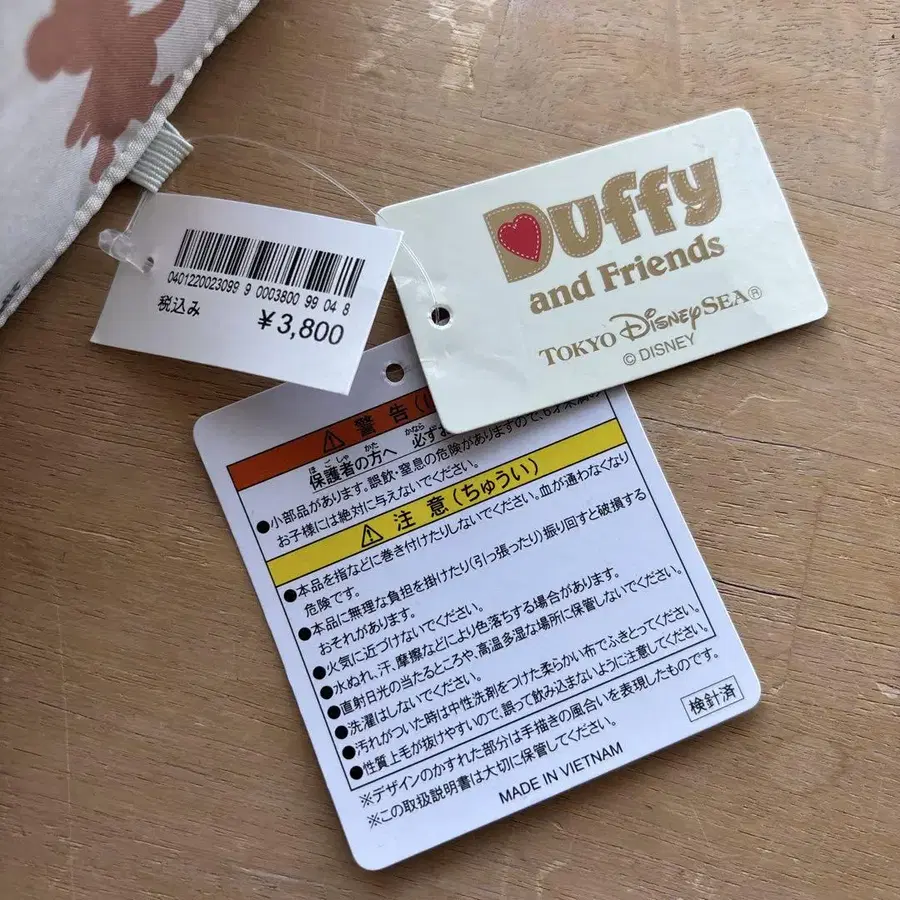 0401220023099 9 0003800 99 04 8
税込み
¥3,800
Duffy
and Friends
TOKYO DisneySEA®
© DISNEY
⚠ 警告
保護者の方へ 必ずお
ほごしゃ かた かなら
●小部品があります。誤飲・窒息の危険がありますので、6才未満の
お子様には絶対に与えないでください。
⚠ 注意(ちゅうい)
●本品を指などに巻き付けたりしないでください。血が通わなくなり
危険です。
●本品に無理な負担を掛けたり(引っ張ったり)振り回すと破損する
おそれがあります。
●火気に近づけないでください。
●水ぬれ、汗、摩擦などにより色落ちする場合があります。
●直射日光の当たるところや、高温多湿な場所に保管しないでください。
●洗濯はしないでください。
●汚れがついた時は中性洗剤をつけた柔らかい布でふきとってください。
●性質上毛が抜けやすいので、誤って飲み込まないように注意してください。
※デザインのかすれた部分は手描きの風合いを表現したものです。
※この取扱説明書は大切に保管してください。
検針済
MADE IN VIETNAM